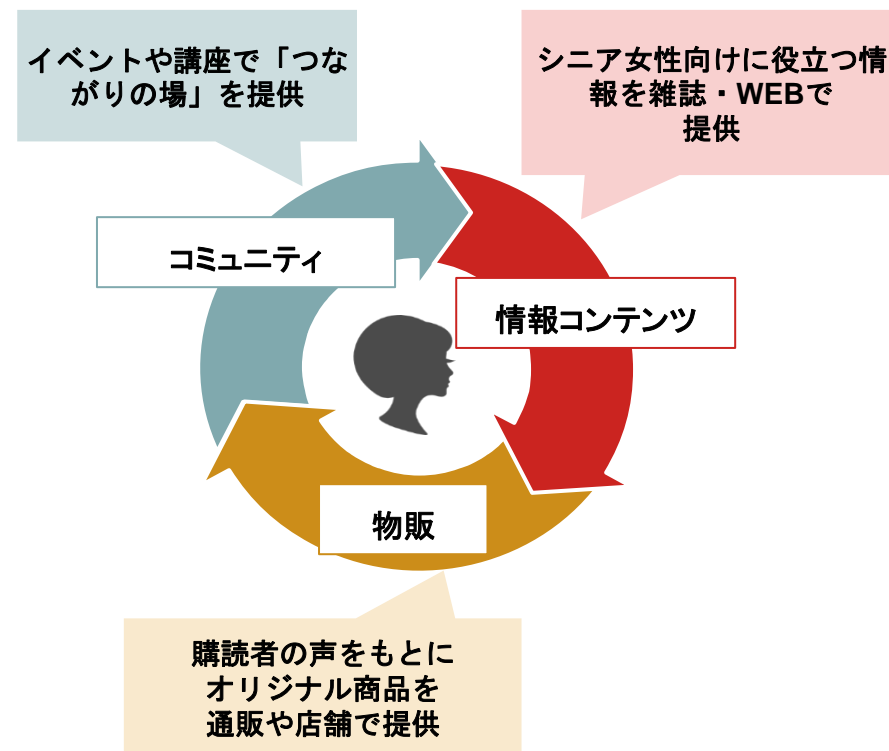 イベントや講座で「つな
がりの場」を提供
シニア女性向けに役立つ情
報を雑誌・WEBで
提供
コミュニティ
情報コンテンツ
物販
購読者の声をもとに
オリジナル商品を
通販や店舗で提供